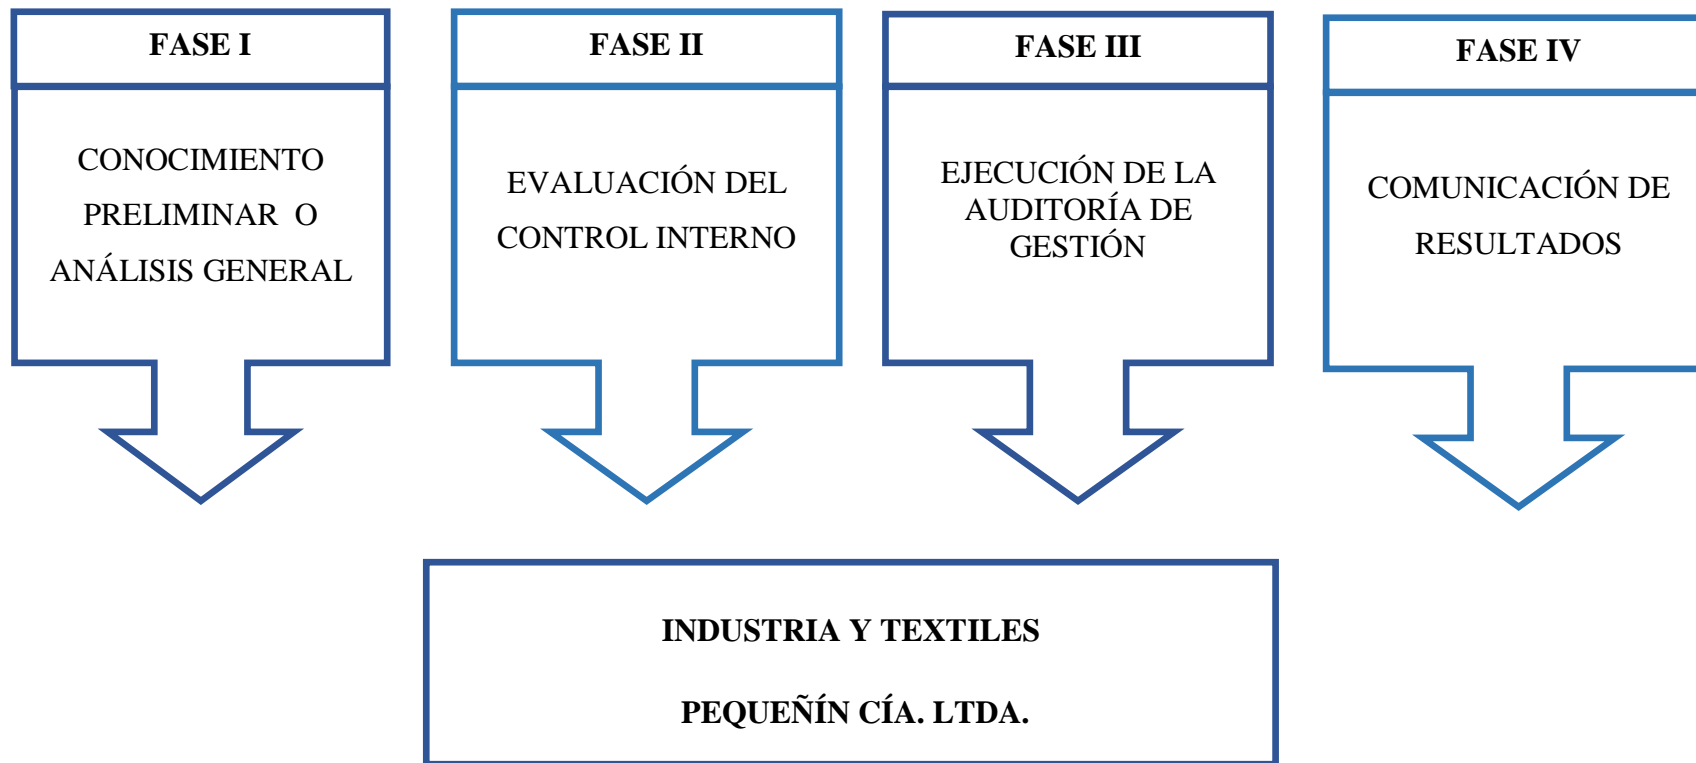 FASE I
CONOCIMIENTO
PRELIMINAR O
ANÁLISIS GENERAL
FASE II
EVALUACIÓN DEL
CONTROL INTERNO
FASE III
EJECUCIÓN DE LA
AUDITORÍA DE
GESTIÓN
FASE IV
COMUNICACIÓN DE
RESULTADOS
INDUSTRIA Y TEXTILES
PEQUEÑÍN CÍA. LTDA.